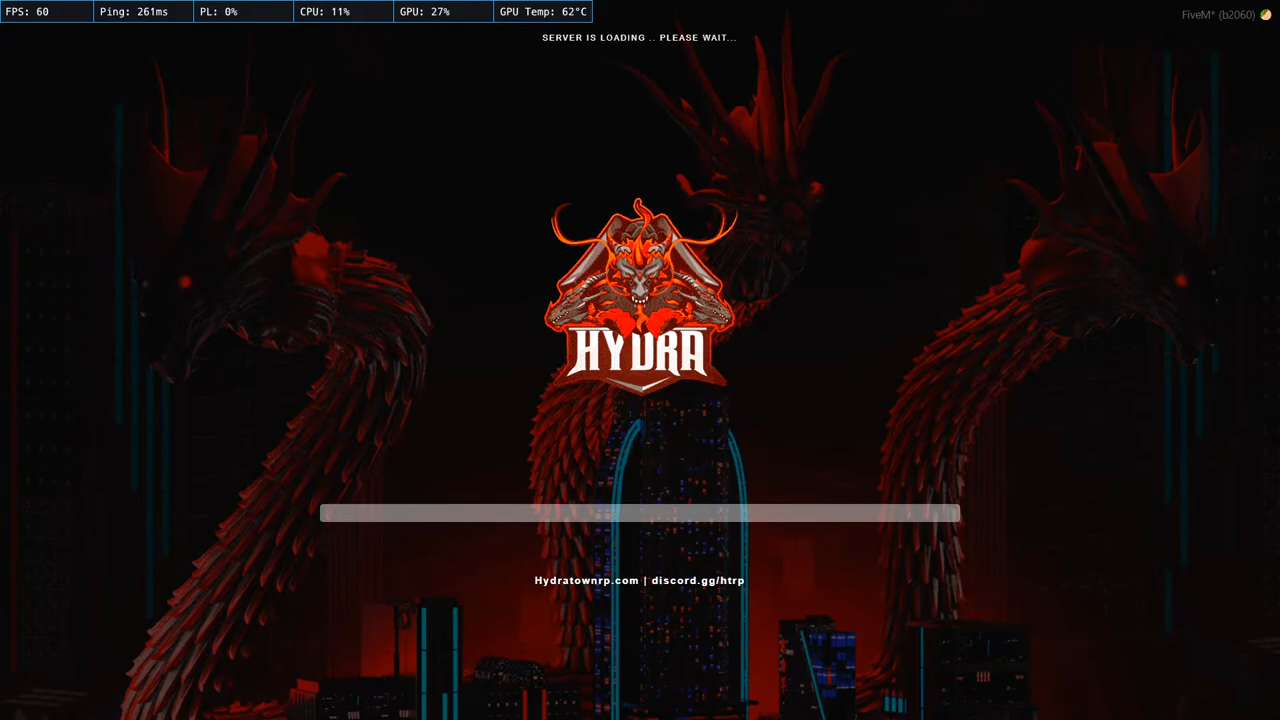 FPS: 60 Ping: 261ms PL: 0% CPU: 11% GPU: 27% GPU Temp: 62°C
FiveM* (b2060)
SERVER IS LOADING .. PLEASE WAIT...
HYDRA
Hydratownrp.com | discord.gg/htrp